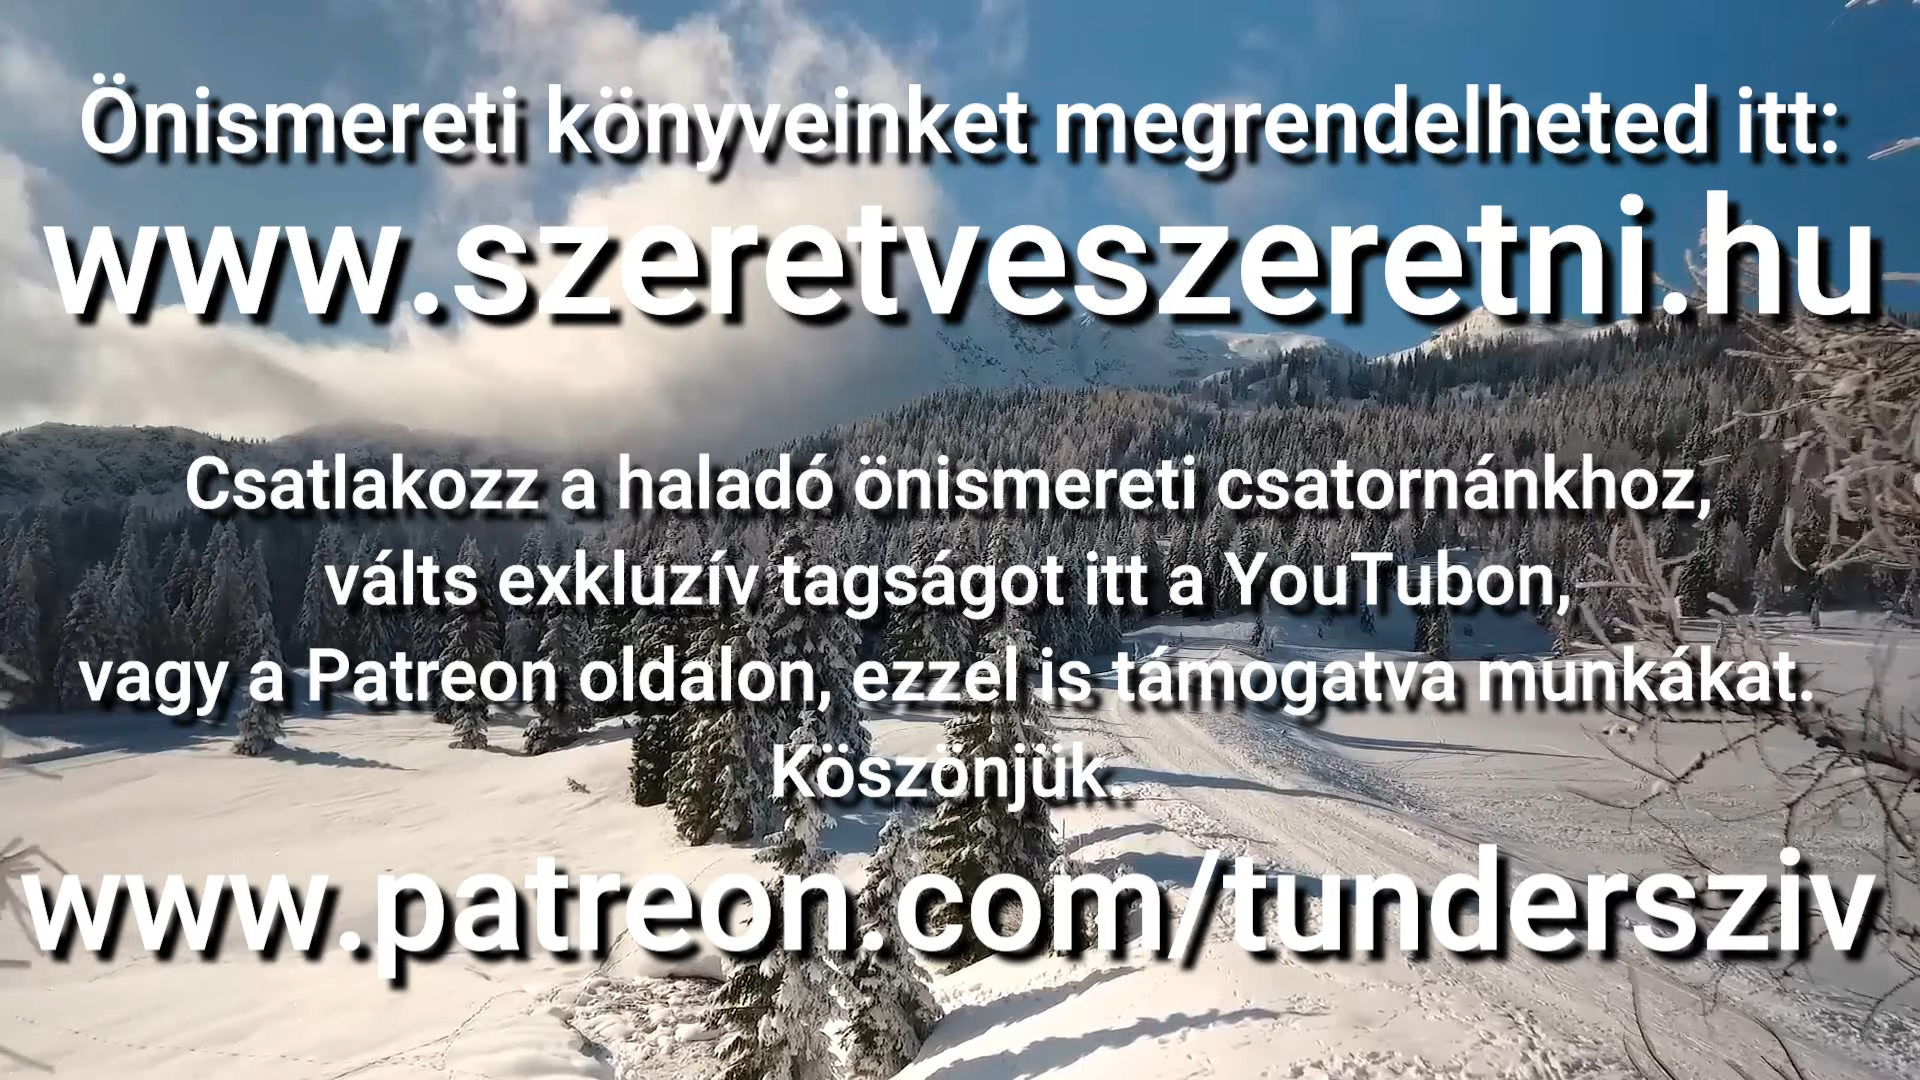 Önismereti könyveinket megrendelheted itt:
www.szeretveszeretni.hu
Csatlakozz a haladó önismereti csatornánkhoz,
válts exkluzív tagságot itt a YouTubon,
vagy a Patreon oldalon, ezzel is támogatva munkákat.
Köszönjük.
www.patreon.com/tundersziv